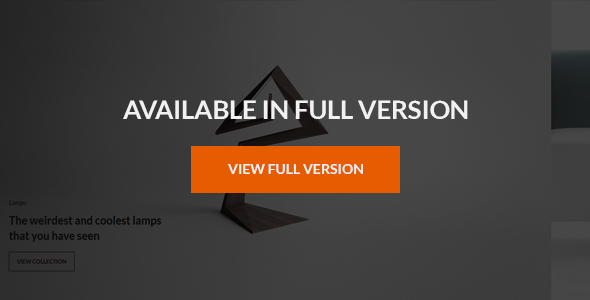 AVAILABLE IN FULL VERSION
VIEW FULL VERSION
Lamps
The weirdest and coolest lamps
that you have seen
VIEW COLLECTION